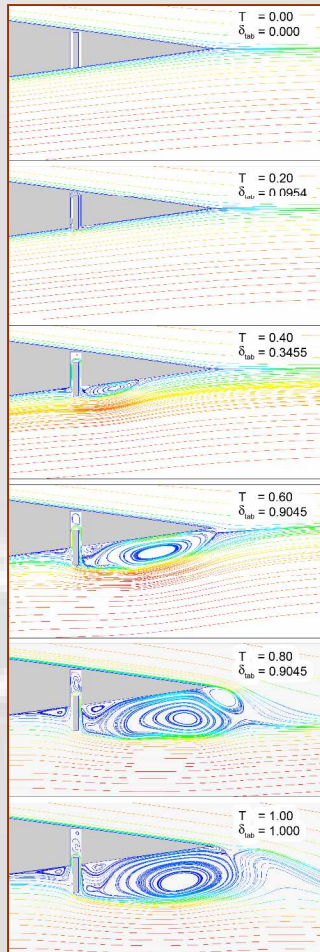 T = 0.00
δtab = 0.000
T = 0.20
δtab = 0.0954
T = 0.40
δtab = 0.3455
T = 0.60
δtab = 0.9045
T = 0.80
δtab = 0.9045
T = 1.00
δtab = 1.000